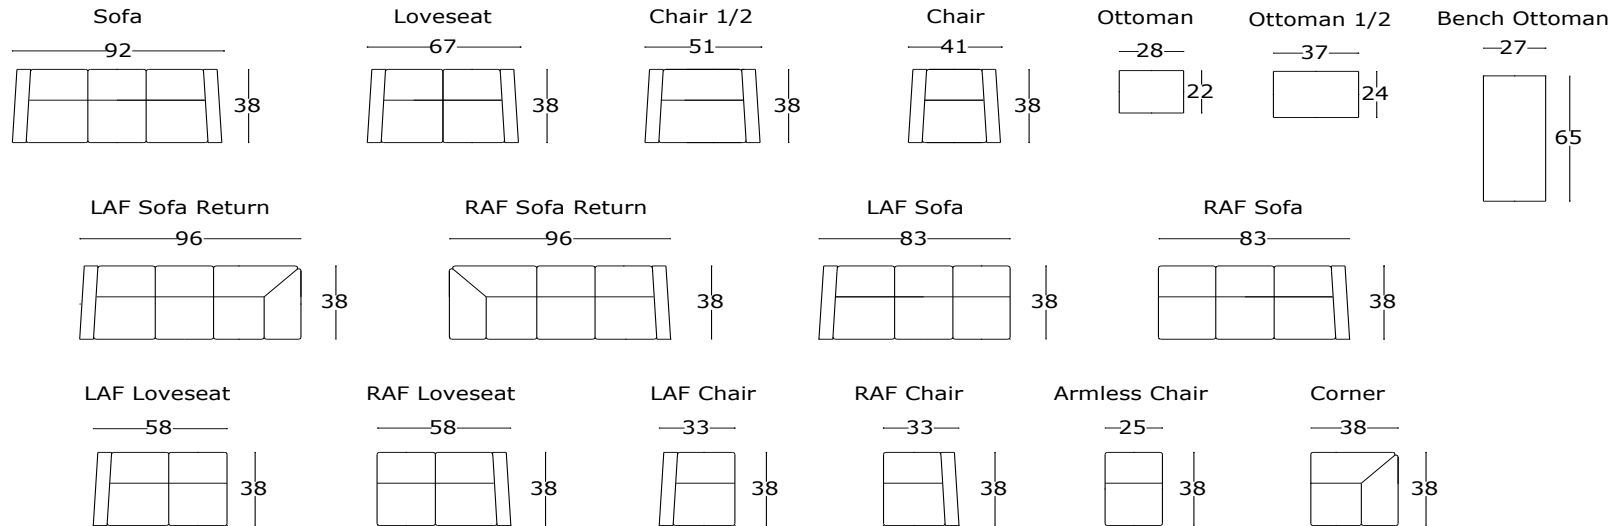 Sofa Loveseat Chair 1/2 Chair Ottoman Ottoman 1/2 Bench Ottoman
92 67 51 41 28 37 27
38 38 38 38 22 24 65
LAF Sofa Return RAF Sofa Return LAF Sofa RAF Sofa
96 96 83 83
38 38 38 38
LAF Loveseat RAF Loveseat LAF Chair RAF Chair Armless Chair Corner
58 58 33 33 25 38
38 38 38 38 38 38